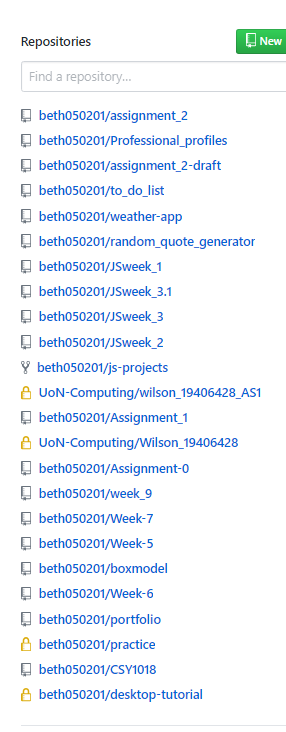 Repositories
New
Find a repository...
beth050201/assignment_2
beth050201/Professional_profiles
beth050201/assignment_2-draft
beth050201/to_do_list
beth050201/weather-app
beth050201/random_quote_generator
beth050201/JSweek_1
beth050201/JSweek_3.1
beth050201/JSweek_3
beth050201/JSweek_2
beth050201/js-projects
UoN-Computing/wilson_19406428_AS1
beth050201/Assignment_1
UoN-Computing/Wilson_19406428
beth050201/Assignment-0
beth050201/week_9
beth050201/Week-7
beth050201/Week-5
beth050201/boxmodel
beth050201/Week-6
beth050201/portfolio
beth050201/practice
beth050201/CSY1018
beth050201/desktop-tutorial